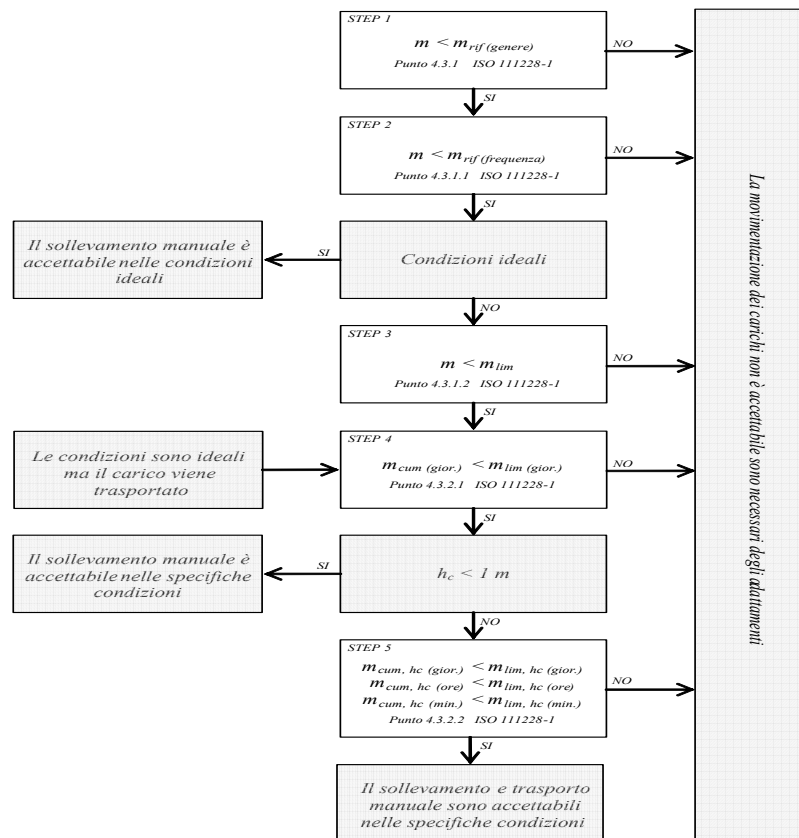 STEP 1
m < m rif (genere)
Punto 4.3.1 ISO 111228-1
NO
SI
STEP 2
m < m rif (frequenza)
Punto 4.3.1.1 ISO 111228-1
NO
SI
Il sollevamento manuale è
accettabile nelle condizioni
ideali
SI
Condizioni ideali
NO
STEP 3
m < m lim
Punto 4.3.1.2 ISO 111228-1
NO
SI
Le condizioni sono ideali
ma il carico viene
trasportato
STEP 4
m cum (gior.) < m lim (gior.)
Punto 4.3.2.1 ISO 111228-1
NO
SI
Il sollevamento manuale è
accettabile nelle specifiche
condizioni
SI
h c < 1 m
NO
STEP 5
m cum, hc (gior.) < m lim, hc (gior.)
m cum, hc (ore) < m lim, hc (ore)
m cum, hc (min.) < m lim, hc (min.)
Punto 4.3.2.2 ISO 111228-1
NO
SI
Il sollevamento e trasporto
manuale sono accettabili
nelle specifiche condizioni
La movimentazione dei carichi non è accettabile sono necessari degli adattamenti